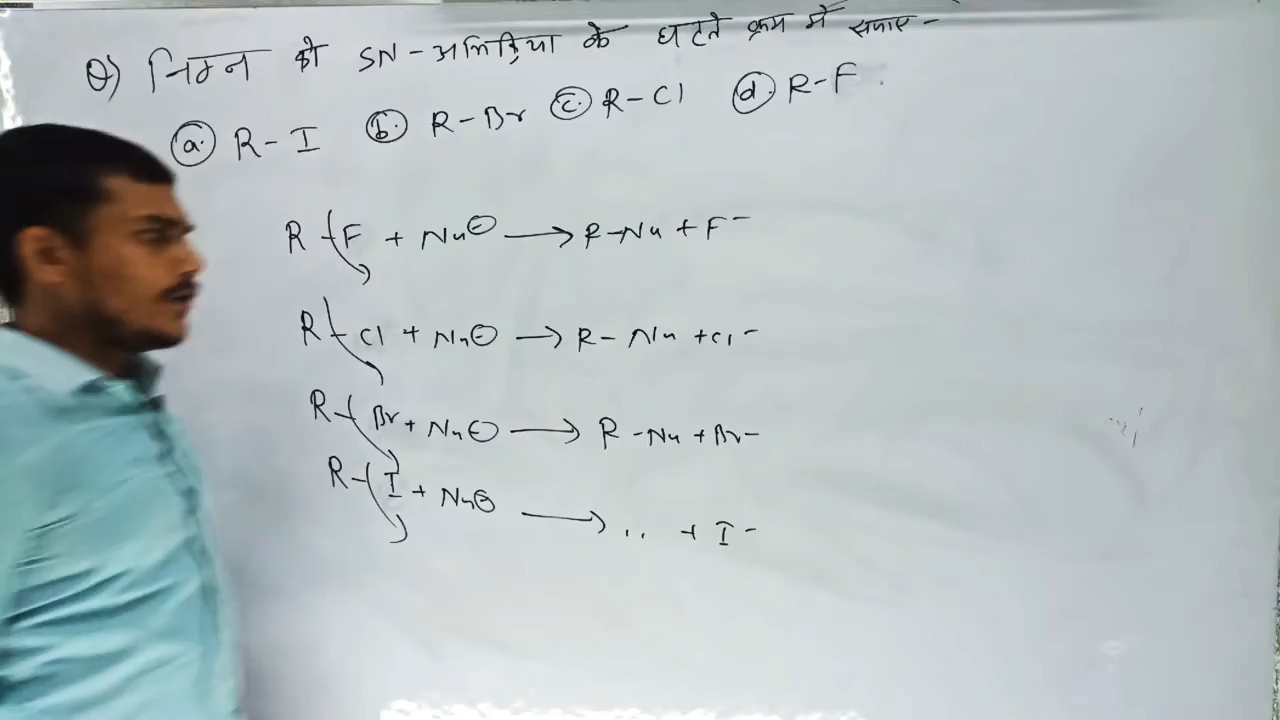 Q) निम्न को SN-अभिक्रिया के घटते क्रम में सजाए -
(a.) R-I (b.) R-Br (c.) R-Cl (d.) R-F
R-F + Nu⊖ → R-Nu + F⁻
R-Cl + Nu⊖ → R-Nu + Cl⁻
R-Br + Nu⊖ → R-Nu + Br-
R-I + Nu⊖ → .. + I⁻